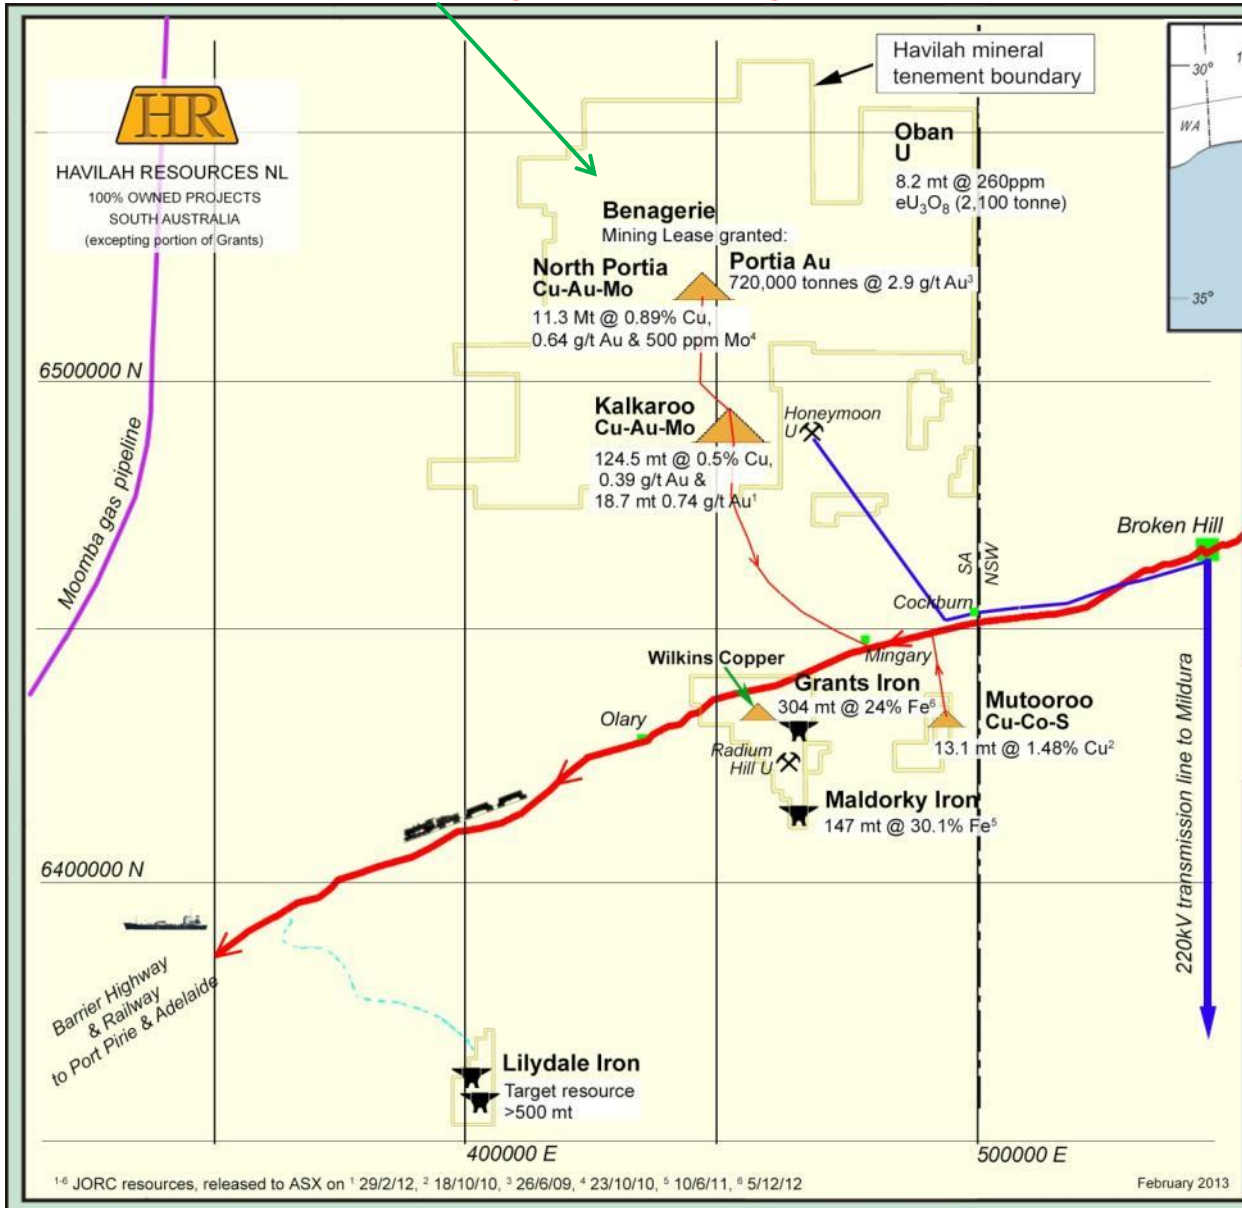 HR
HAVILAH RESOURCES NL
100% OWNED PROJECTS
SOUTH AUSTRALIA
(excepting portion of Grants)
Havilah mineral
tenement boundary
30°
WA
35°
Oban
U
8.2 mt @ 260ppm
eU₃O₈ (2,100 tonne)
Benagerie
Mining Lease granted:
North Portia
Cu-Au-Mo
11.3 Mt @ 0.89% Cu,
0.64 g/t Au & 500 ppm Mo⁴
Portia Au
720,000 tonnes @ 2.9 g/t Au³
6500000 N
Kalkaroo
Cu-Au-Mo
124.5 mt @ 0.5% Cu,
0.39 g/t Au &
18.7 mt 0.74 g/t Au¹
Honeymoon
U
Moomba gas pipeline
Broken Hill
SA
NSW
Cockburn
Mingary
Wilkins Copper
Grants Iron
304 mt @ 24% Fe⁶
Mutooroo
Cu-Co-S
13.1 mt @ 1.48% Cu²
Olary
Radium
Hill U
Maldorky Iron
147 mt @ 30.1% Fe⁵
220kV transmission line to Mildura
6400000 N
Barrier Highway
& Railway
to Port Pirie & Adelaide
Lilydale Iron
Target resource
>500 mt
400000 E
500000 E
¹⁻⁶ JORC resources, released to ASX on ¹ 29/2/12, ² 18/10/10, ³ 26/6/09, ⁴ 23/10/10, ⁵ 10/6/11, ⁶ 5/12/12
February 2013